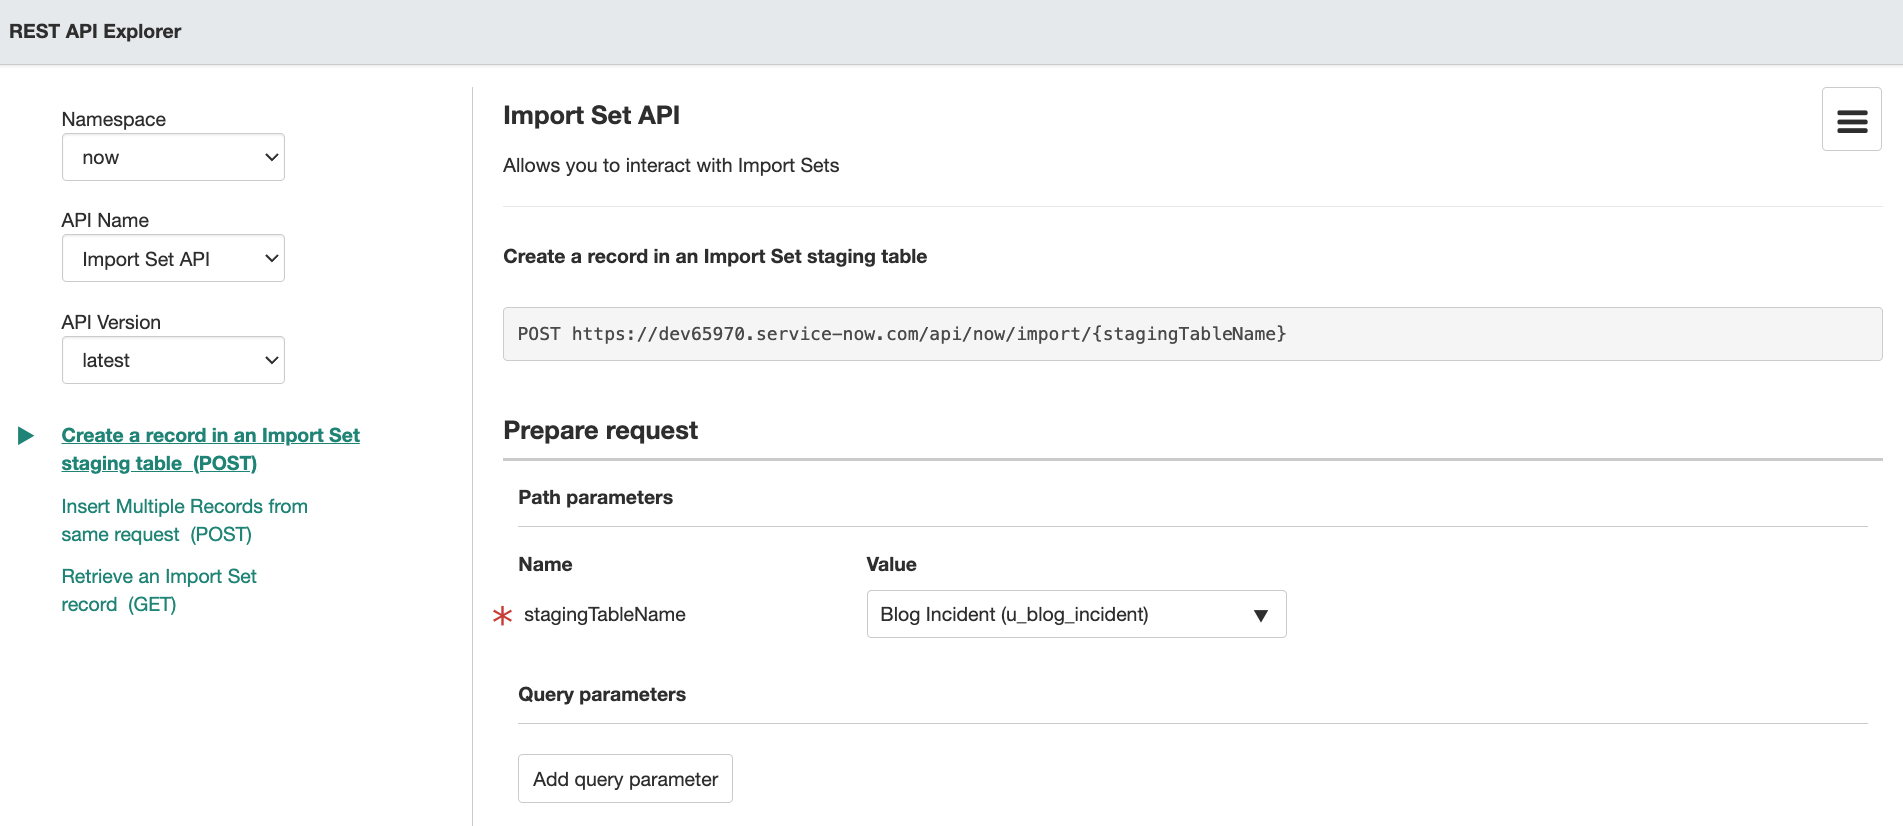 REST API Explorer
Namespace
now
API Name
Import Set API
API Version
latest
Create a record in an Import Set
staging table (POST)
Insert Multiple Records from
same request (POST)
Retrieve an Import Set
record (GET)
Import Set API
Allows you to interact with Import Sets
Create a record in an Import Set staging table
POST https://dev65970.service-now.com/api/now/import/{stagingTableName}
Prepare request
Path parameters
Name Value
* stagingTableName Blog Incident (u_blog_incident)
Query parameters
Add query parameter